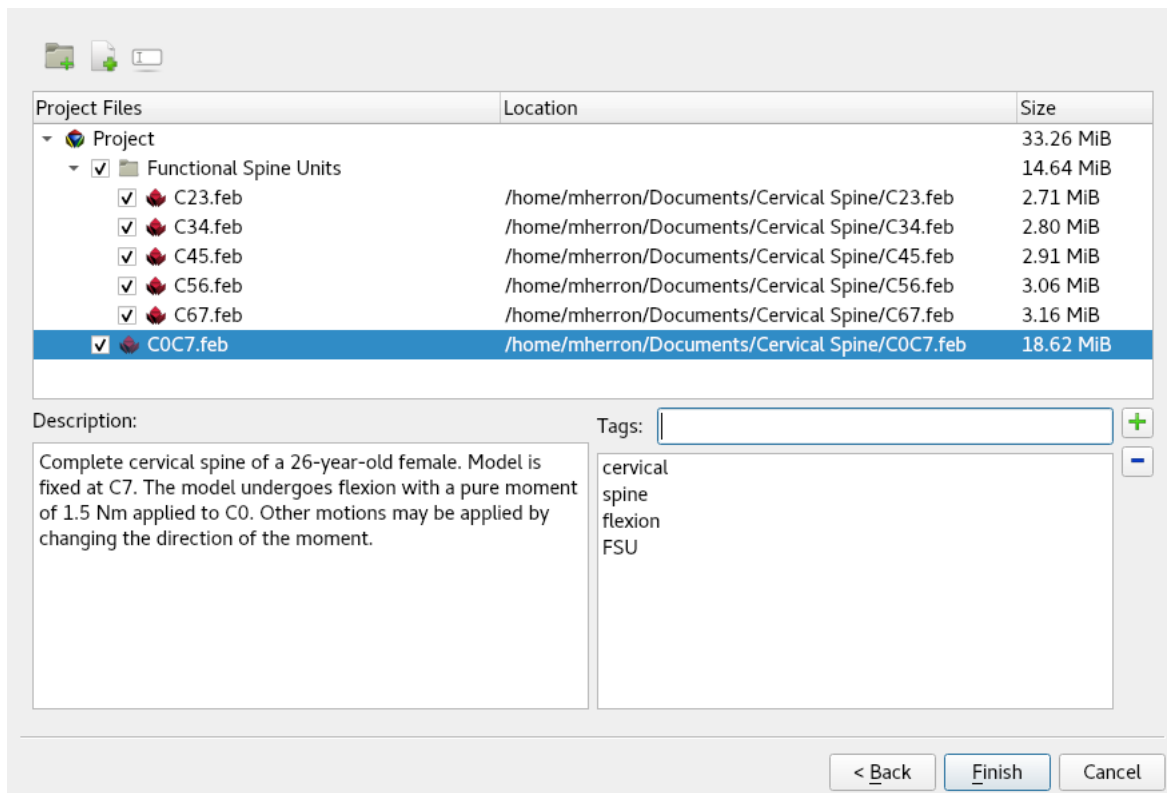 Project Files Location Size
Project 33.26 MiB
Functional Spine Units 14.64 MiB
C23.feb /home/mherron/Documents/Cervical Spine/C23.feb 2.71 MiB
C34.feb /home/mherron/Documents/Cervical Spine/C34.feb 2.80 MiB
C45.feb /home/mherron/Documents/Cervical Spine/C45.feb 2.91 MiB
C56.feb /home/mherron/Documents/Cervical Spine/C56.feb 3.06 MiB
C67.feb /home/mherron/Documents/Cervical Spine/C67.feb 3.16 MiB
C0C7.feb /home/mherron/Documents/Cervical Spine/C0C7.feb 18.62 MiB
Description:
Complete cervical spine of a 26-year-old female. Model is
fixed at C7. The model undergoes flexion with a pure moment
of 1.5 Nm applied to C0. Other motions may be applied by
changing the direction of the moment.
Tags:
cervical
spine
flexion
FSU
< Back Finish Cancel